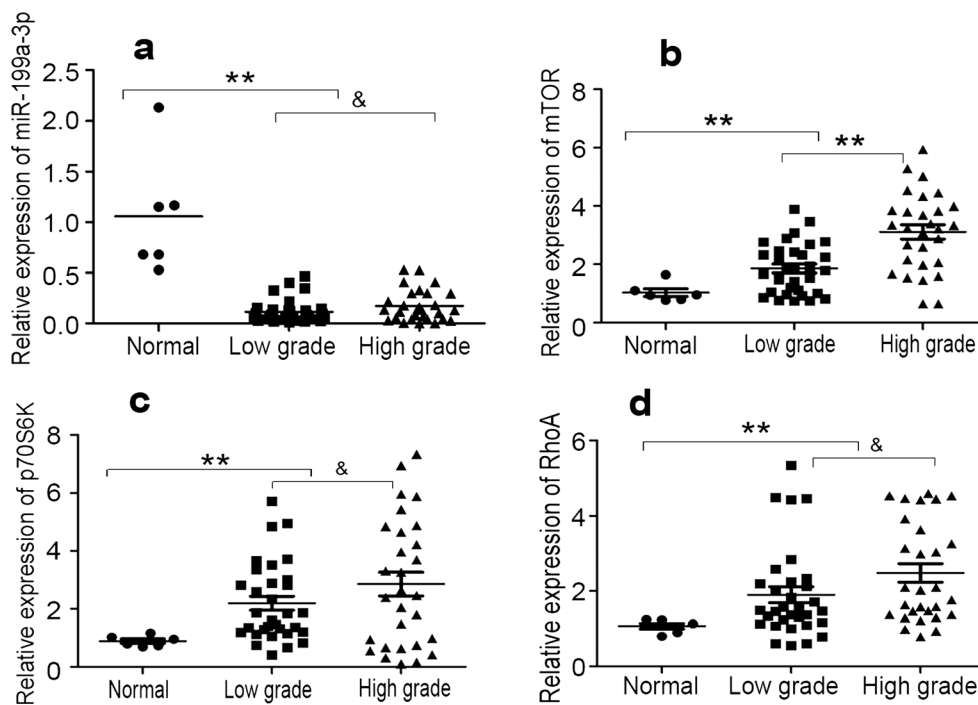 a
Relative expression of miR-199a-3p
2.5
2.0
1.5
1.0
0.5
0.0
**
&
Normal Low grade High grade
b
Relative expression of mTOR
8
6
4
2
0
**
**
Normal Low grade High grade
c
Relative expression of p70S6K
8
6
4
2
0
**
&
Normal Low grade High grade
d
Relative expression of RhoA
6
4
2
0
**
&
Normal Low grade High grade